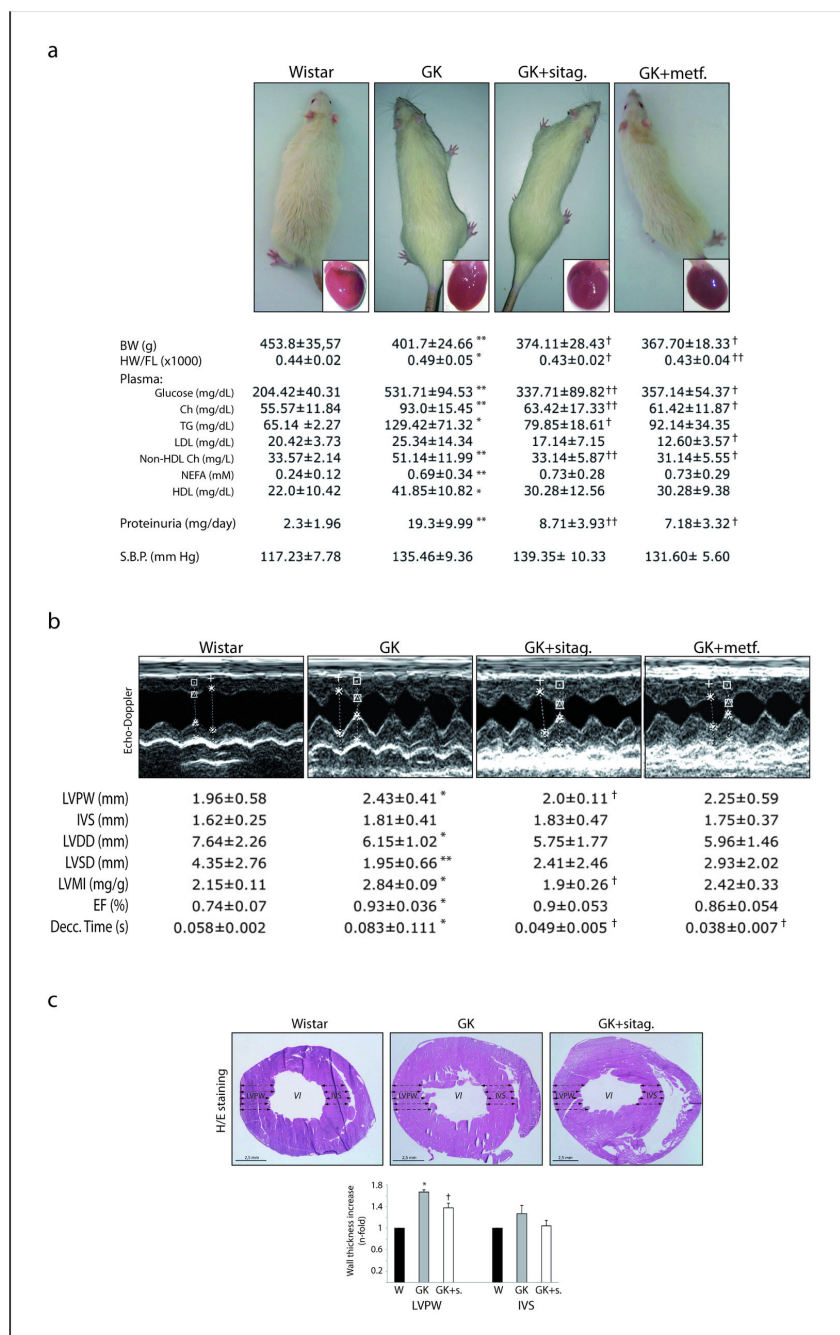 a
Wistar GK GK+sitag. GK+metf.
BW (g) 453.8±35,57 401.7±24.66 ** 374.11±28.43 † 367.70±18.33 †
HW/FL (x1000) 0.44±0.02 0.49±0.05 * 0.43±0.02 † 0.43±0.04 ††
Plasma:
Glucose (mg/dL) 204.42±40.31 531.71±94.53 ** 337.71±89.82 †† 357.14±54.37 †
Ch (mg/dL) 55.57±11.84 93.0±15.45 ** 63.42±17.33 †† 61.42±11.87 †
TG (mg/dL) 65.14 ±2.27 129.42±71.32 * 79.85±18.61 † 92.14±34.35
LDL (mg/dL) 20.42±3.73 25.34±14.34 17.14±7.15 12.60±3.57 †
Non-HDL Ch (mg/L) 33.57±2.14 51.14±11.99 ** 33.14±5.87 †† 31.14±5.55 †
NEFA (mM) 0.24±0.12 0.69±0.34 ** 0.73±0.28 0.73±0.29
HDL (mg/dL) 22.0±10.42 41.85±10.82 * 30.28±12.56 30.28±9.38
Proteinuria (mg/day) 2.3±1.96 19.3±9.99 ** 8.71±3.93 †† 7.18±3.32 †
S.B.P. (mm Hg) 117.23±7.78 135.46±9.36 139.35± 10.33 131.60± 5.60
b
Wistar GK GK+sitag. GK+metf.
Echo-Doppler
LVPW (mm) 1.96±0.58 2.43±0.41 * 2.0±0.11 † 2.25±0.59
IVS (mm) 1.62±0.25 1.81±0.41 1.83±0.47 1.75±0.37
LVDD (mm) 7.64±2.26 6.15±1.02 * 5.75±1.77 5.96±1.46
LVSD (mm) 4.35±2.76 1.95±0.66 ** 2.41±2.46 2.93±2.02
LVMI (mg/g) 2.15±0.11 2.84±0.09 * 1.9±0.26 † 2.42±0.33
EF (%) 0.74±0.07 0.93±0.036 * 0.9±0.053 0.86±0.054
Decc. Time (s) 0.058±0.002 0.083±0.111 * 0.049±0.005 † 0.038±0.007 †
c
Wistar GK GK+sitag.
H/E staining
LVPW VI IVS LVPW VI IVS LVPW VI IVS
2,5 mm 2,5 mm 2,5 mm
Wall thickness increase
(n-fold)
1.8
1.4
1
0.6
0.2
* †
W GK GK+s. W GK GK+s.
LVPW IVS